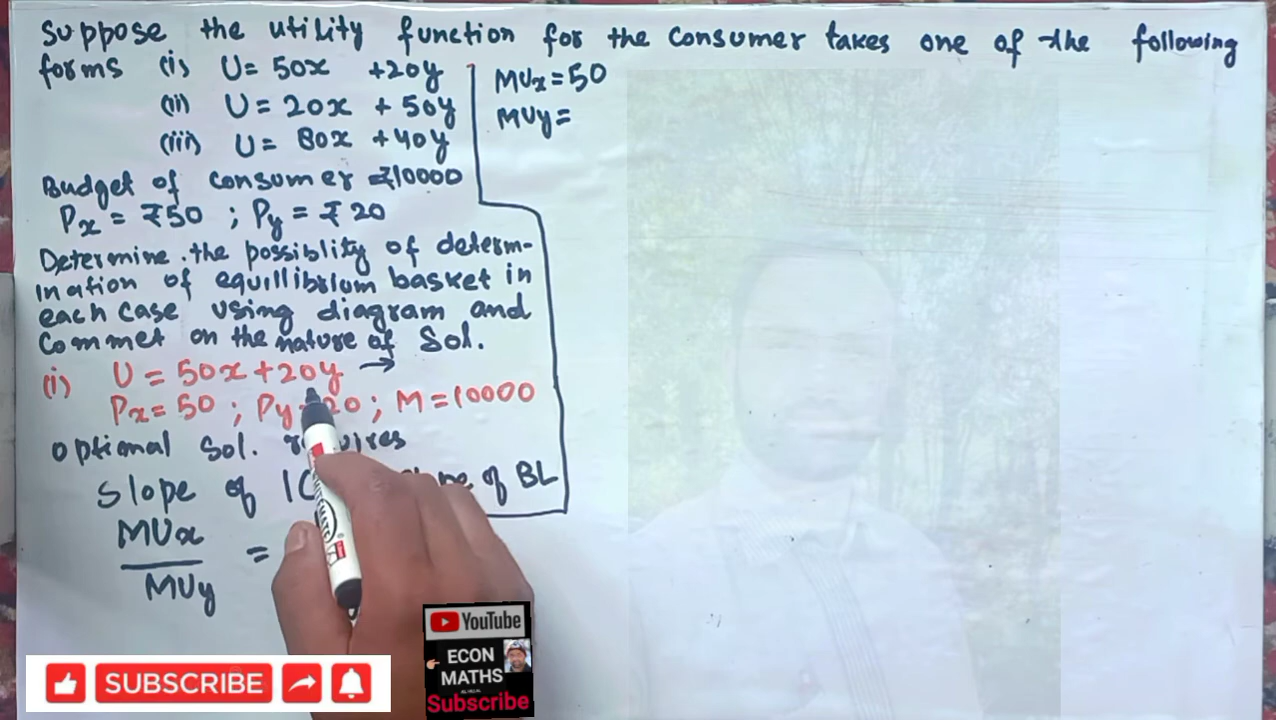 Suppose the utility function for the consumer takes one of the following
forms (i) U = 50x +20y
(ii) U = 20x + 50y
(iii) U = 80x +40y
Budget of consumer = ₹10000
Px = ₹50 ; Py = ₹20
Determine the possiblity of determ-
ination of equillibrium basket in
each case using diagram and
Commet on the nature of Sol.
(i) U = 50x+20y →
Px= 50 ; Py 20 ; M = 10000
optimal Sol.
Slope of of BL
MUx
=
MUy
MUx = 50
MUy =
SUBSCRIBE
YouTube
ECON
MATHS
Subscribe